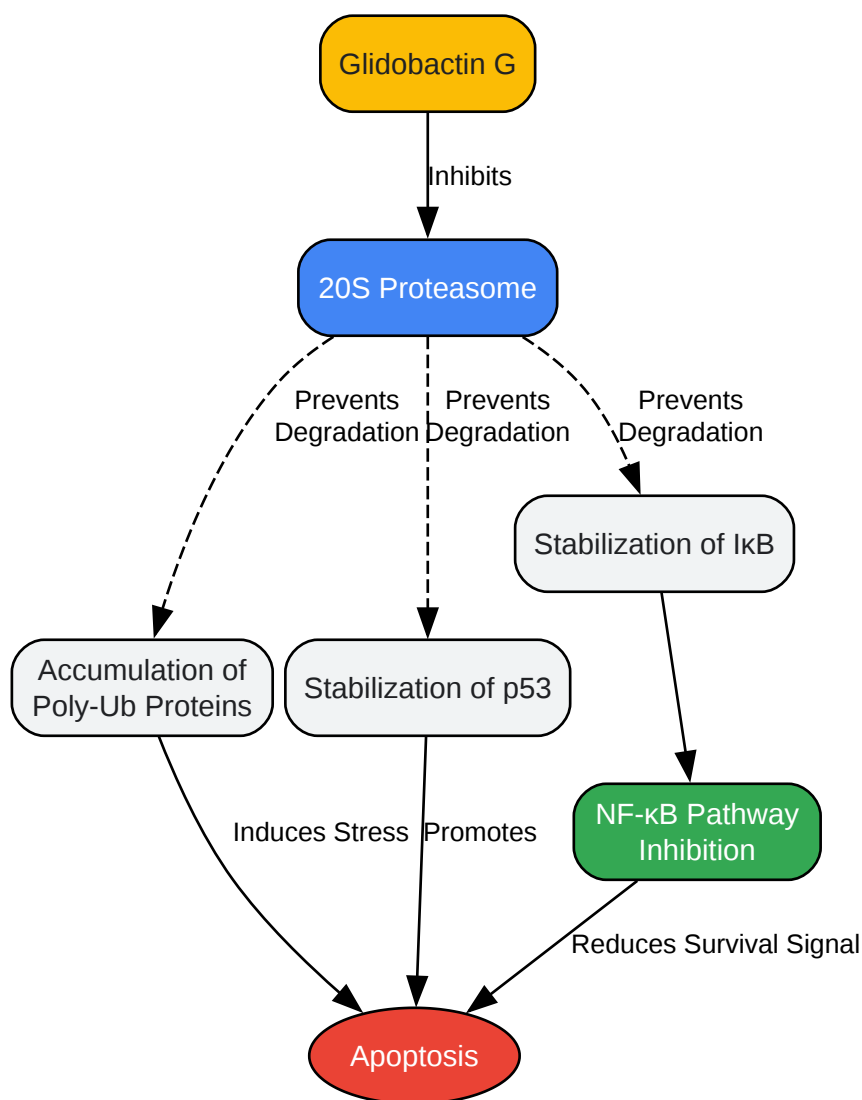 Glidobactin G
Inhibits
20S Proteasome
Prevents
Degradation
Prevents
Degradation
Prevents
Degradation
Stabilization of IκB
Accumulation of
Poly-Ub Proteins
Stabilization of p53
NF-κB Pathway
Inhibition
Induces Stress
Promotes
Reduces Survival Signal
Apoptosis